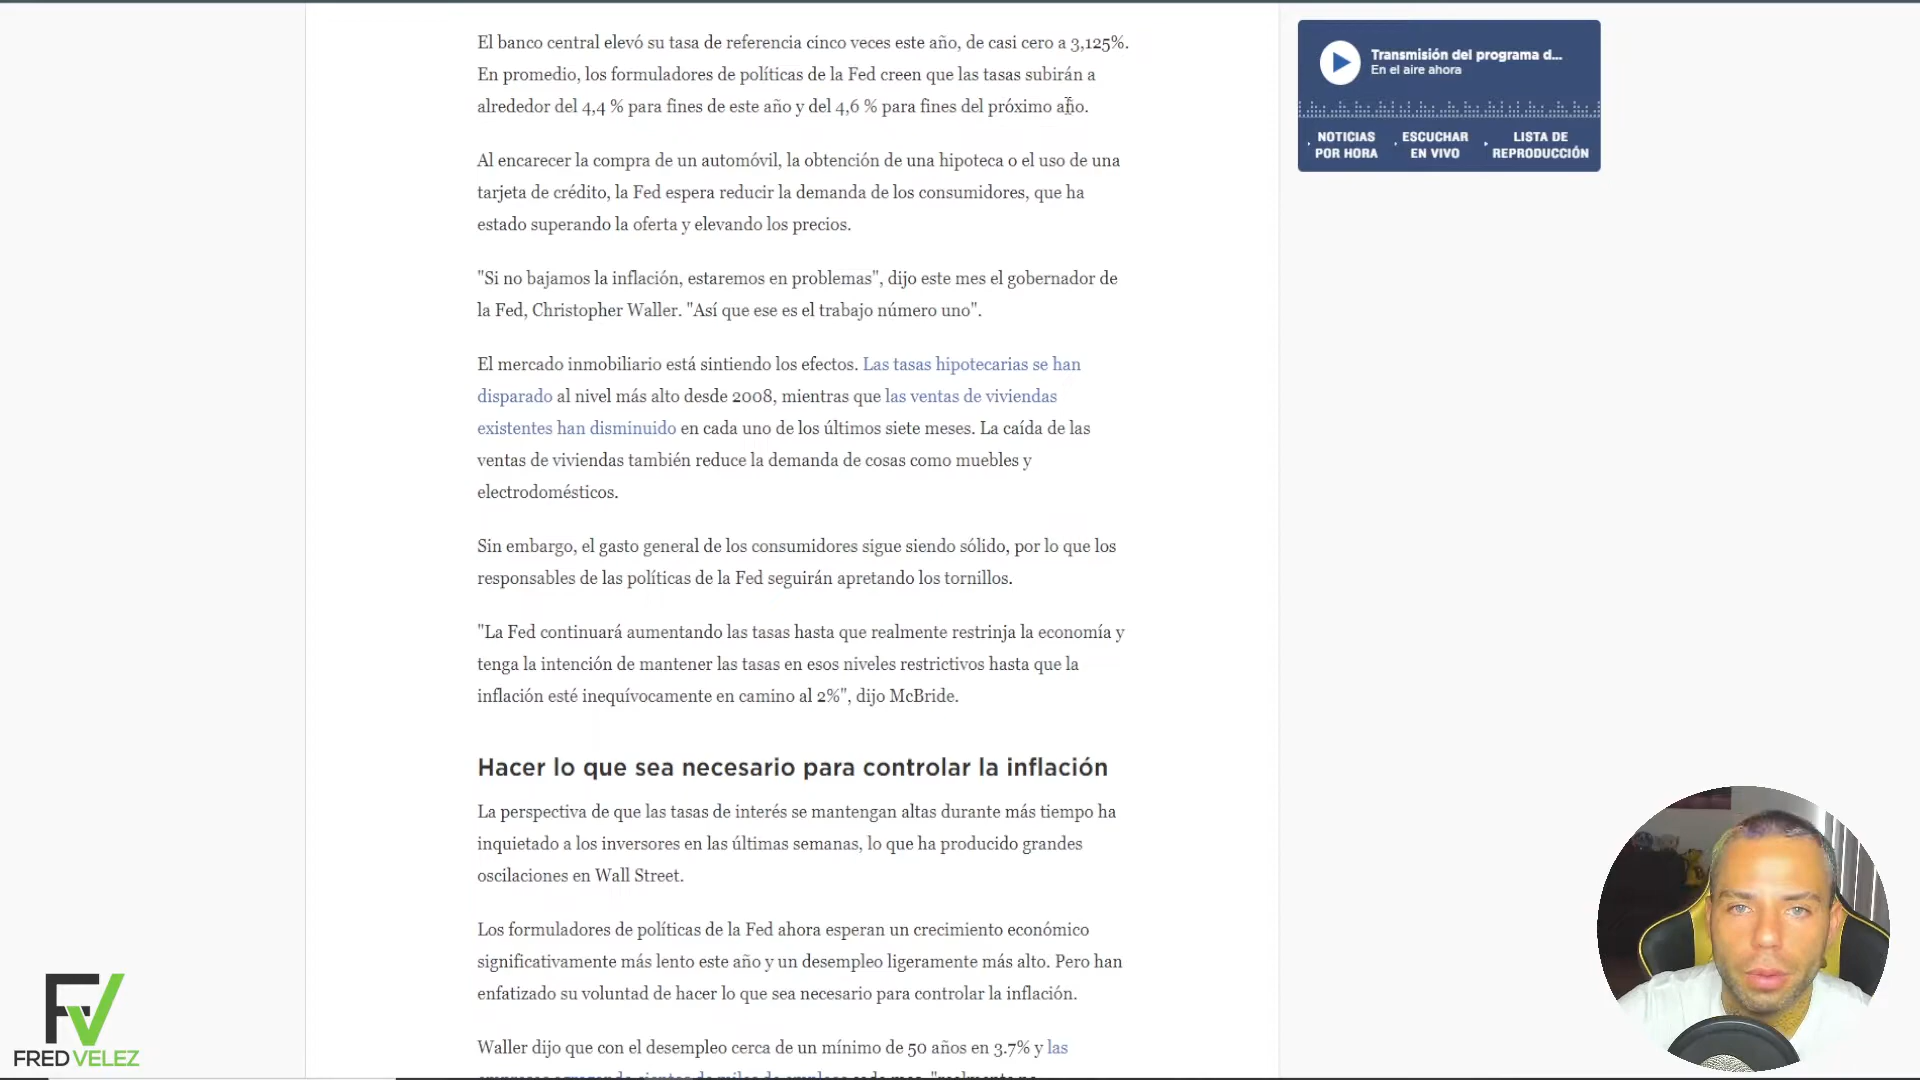 El banco central elevó su tasa de referencia cinco veces este año, de casi cero a 3,125%.
En promedio, los formuladores de políticas de la Fed creen que las tasas subirán a
alrededor del 4,4 % para fines de este año y del 4,6 % para fines del próximo año.
Al encarecer la compra de un automóvil, la obtención de una hipoteca o el uso de una
tarjeta de crédito, la Fed espera reducir la demanda de los consumidores, que ha
estado superando la oferta y elevando los precios.
"Si no bajamos la inflación, estaremos en problemas", dijo este mes el gobernador de
la Fed, Christopher Waller. "Así que ese es el trabajo número uno".
El mercado inmobiliario está sintiendo los efectos. Las tasas hipotecarias se han
disparado al nivel más alto desde 2008, mientras que las ventas de viviendas
existentes han disminuido en cada uno de los últimos siete meses. La caída de las
ventas de viviendas también reduce la demanda de cosas como muebles y
electrodomésticos.
Sin embargo, el gasto general de los consumidores sigue siendo sólido, por lo que los
responsables de las políticas de la Fed seguirán apretando los tornillos.
"La Fed continuará aumentando las tasas hasta que realmente restrinja la economía y
tenga la intención de mantener las tasas en esos niveles restrictivos hasta que la
inflación esté inequívocamente en camino al 2%", dijo McBride.
Hacer lo que sea necesario para controlar la inflación
La perspectiva de que las tasas de interés se mantengan altas durante más tiempo ha
inquietado a los inversores en las últimas semanas, lo que ha producido grandes
oscilaciones en Wall Street.
Los formuladores de políticas de la Fed ahora esperan un crecimiento económico
significativamente más lento este año y un desempleo ligeramente más alto. Pero han
enfatizado su voluntad de hacer lo que sea necesario para controlar la inflación.
Waller dijo que con el desempleo cerca de un mínimo de 50 años en 3.7% y las
Transmisión del programa d...
En el aire ahora
NOTICIAS POR HORA
ESCUCHAR EN VIVO
LISTA DE REPRODUCCIÓN
FV
FRED VELEZ